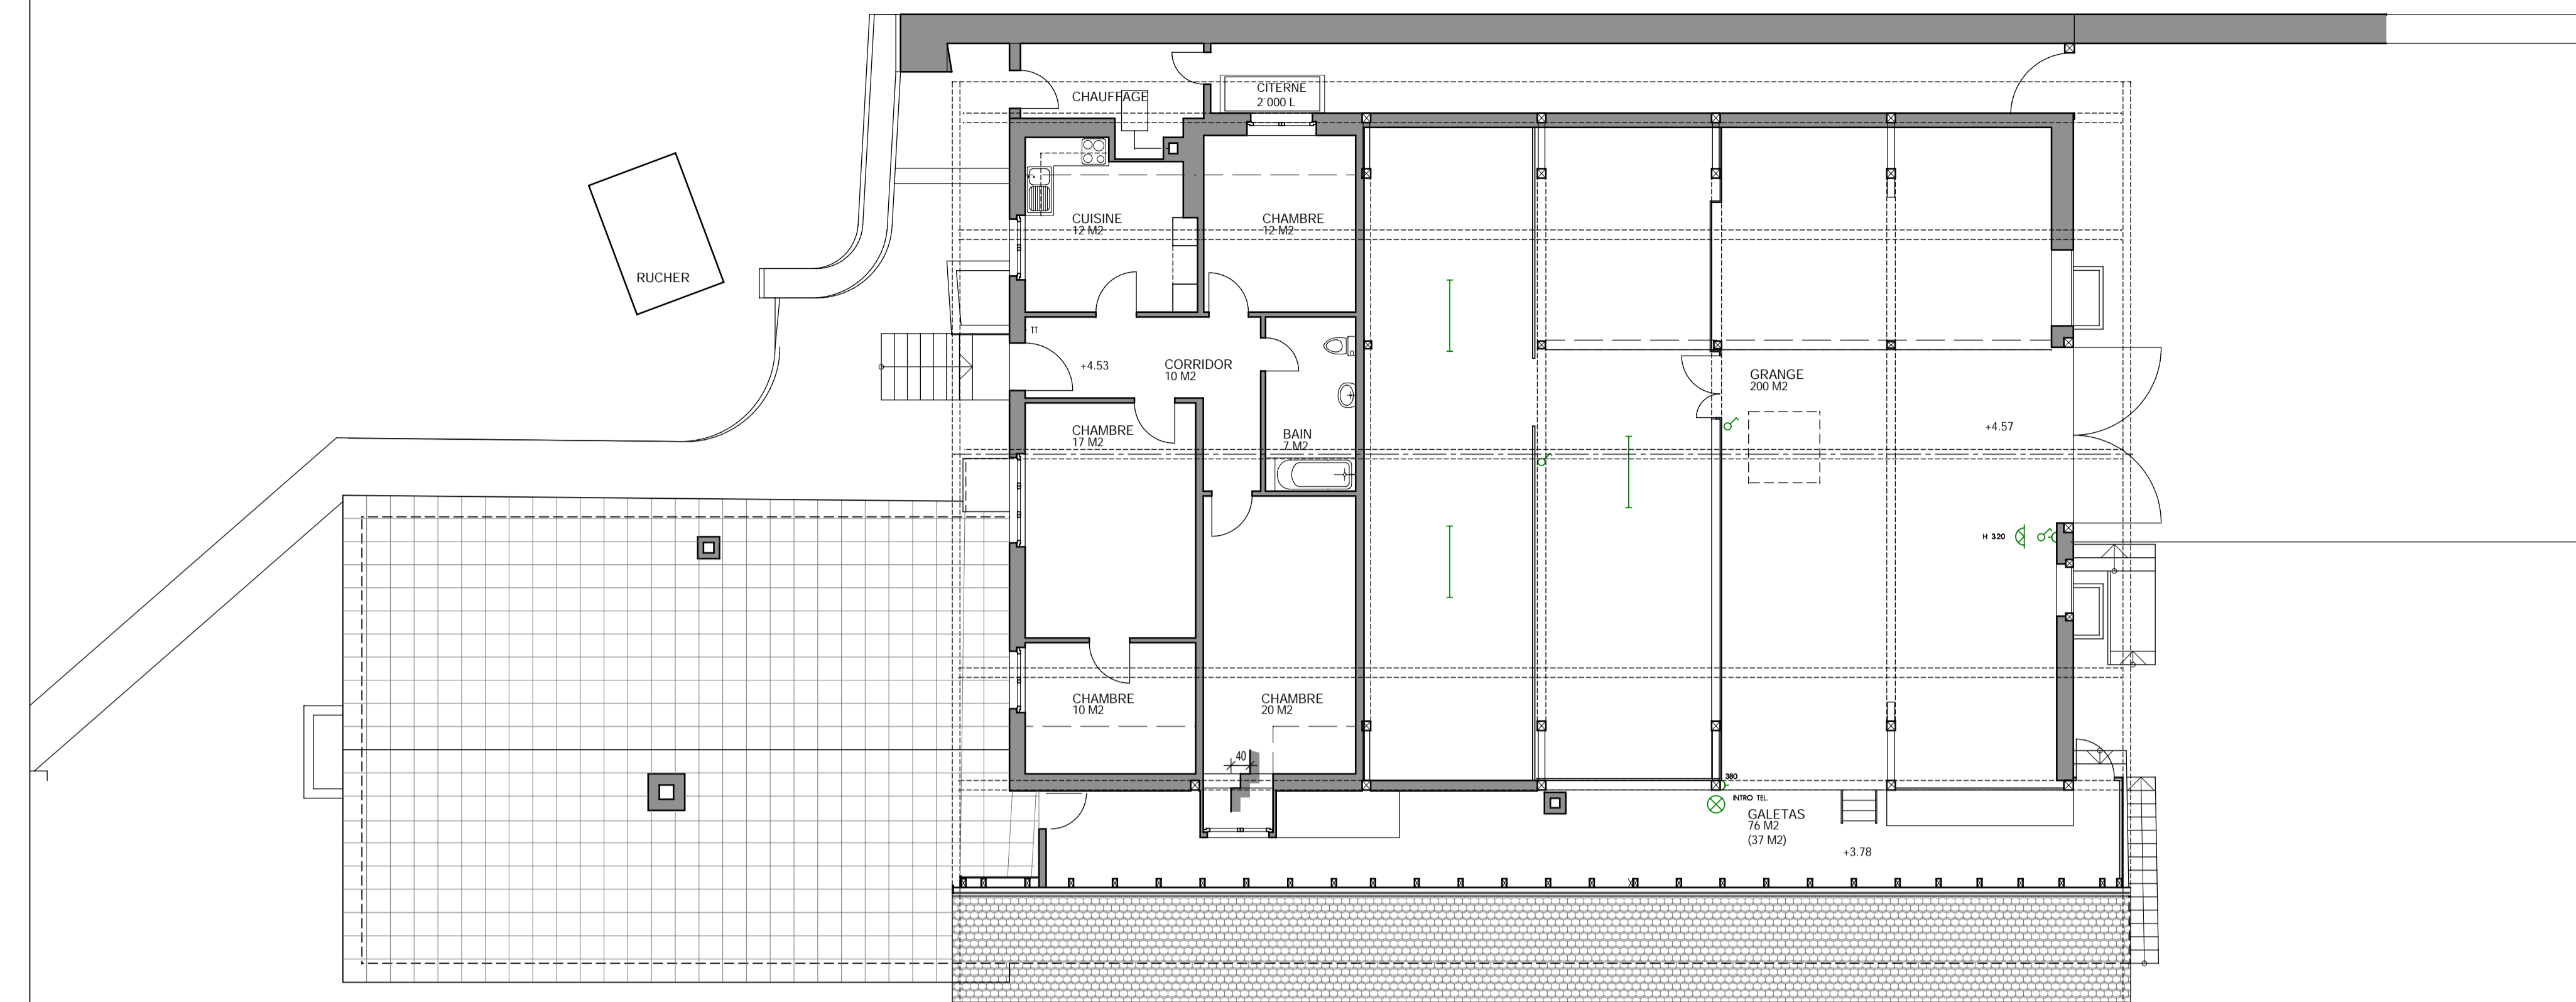 CITERNE
2'000 L
CHAUFFAGE
CUISINE
12 M2
CHAMBRE
12 M2
RUCHER
TT
+4.53
CORRIDOR
10 M2
GRANGE
200 M2
CHAMBRE
17 M2
BAIN
7 M2
+4.57
H: 3.20
CHAMBRE
10 M2
CHAMBRE
20 M2
40
380
INTRO TEL.
GALETAS
76 M2
(37 M2)
+3.78